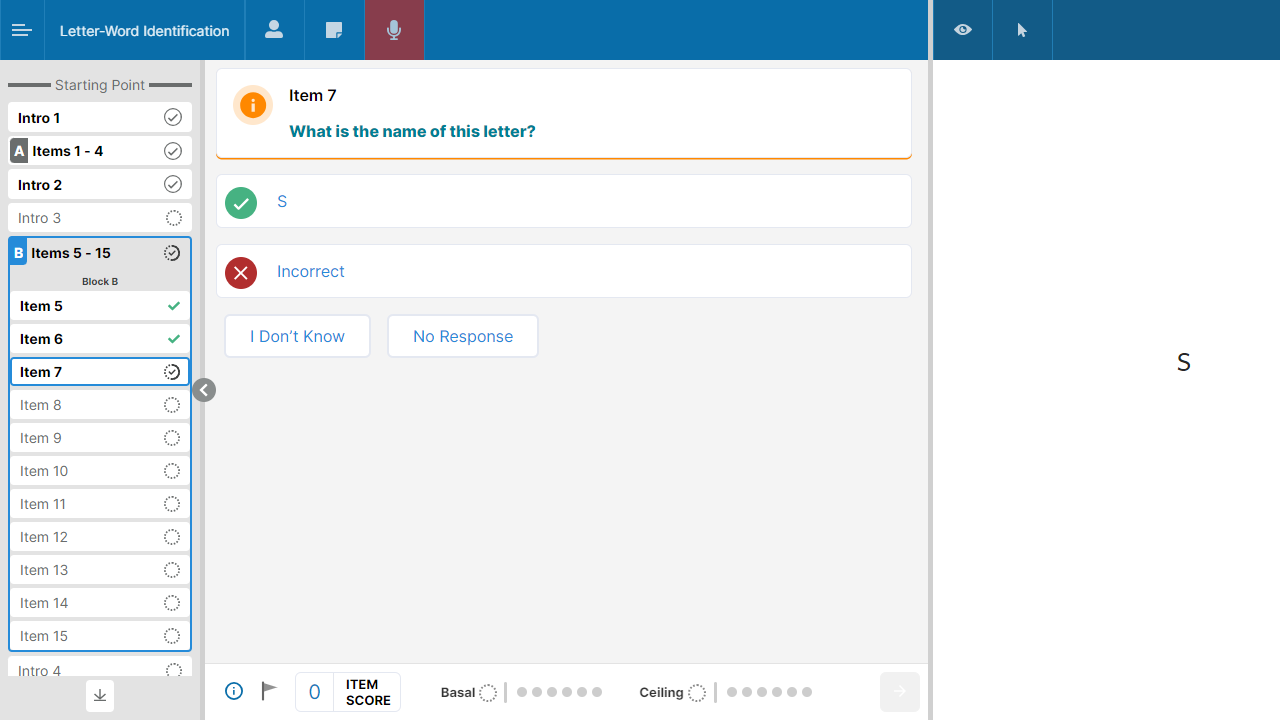 Letter-Word Identification
Starting Point
Intro 1
A Items 1 - 4
Intro 2
Intro 3
B Items 5 - 15
Block B
Item 5
Item 6
Item 7
Item 8
Item 9
Item 10
Item 11
Item 12
Item 13
Item 14
Item 15
Intro 4
Item 7
What is the name of this letter?
S
Incorrect
I Don’t Know
No Response
0
ITEM
SCORE
Basal
Ceiling
S